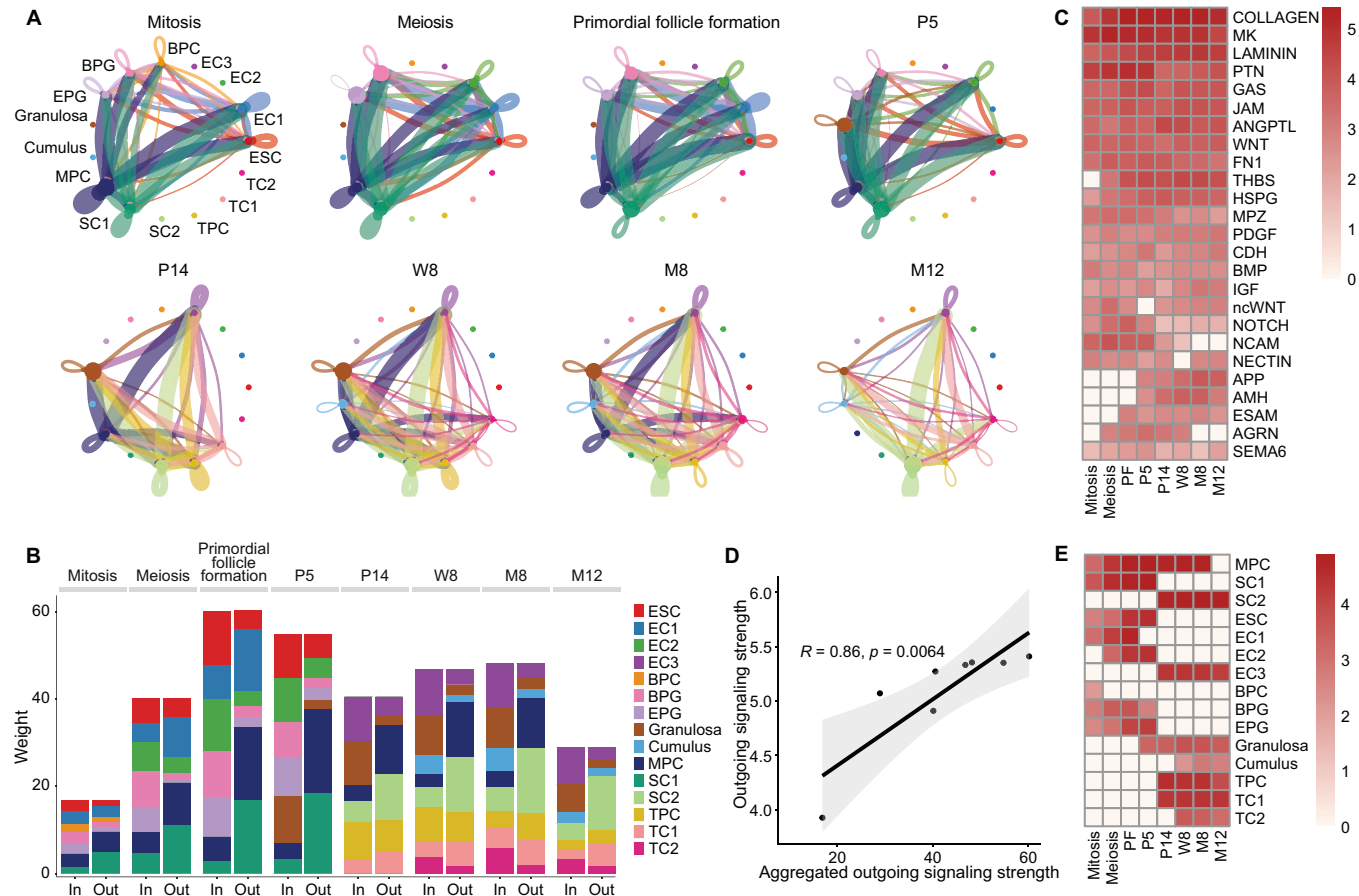 A
Mitosis
Meiosis
Primordial follicle formation
P5
BPC
EC3
BPG
EC2
EPG
Granulosa
EC1
Cumulus
ESC
MPC
TC2
TC1
SC1
SC2
TPC
P14
W8
M8
M12
B
Mitosis
Meiosis
Primordial
follicle
formation
P5
P14
W8
M8
M12
Weight
60
40
20
0
In Out In Out In Out In Out In Out In Out In Out In Out
ESC
EC1
EC2
EC3
BPC
BPG
EPG
Granulosa
Cumulus
MPC
SC1
SC2
TPC
TC1
TC2
C
COLLAGEN
MK
LAMININ
PTN
GAS
JAM
ANGPTL
WNT
FN1
THBS
HSPG
MPZ
PDGF
CDH
BMP
IGF
ncWNT
NOTCH
NCAM
NECTIN
APP
AMH
ESAM
AGRN
SEMA6
Mitosis
Meiosis
PF
P5
P14
W8
M8
M12
5
4
3
2
1
0
D
Outgoing signaling strength
6.0
5.5
5.0
4.5
4.0
R = 0.86, p = 0.0064
20 40 60
Aggregated outgoing signaling strength
E
MPC
SC1
SC2
ESC
EC1
EC2
EC3
BPC
BPG
EPG
Granulosa
Cumulus
TPC
TC1
TC2
Mitosis
Meiosis
PF
P5
P14
W8
M8
M12
4
3
2
1
0